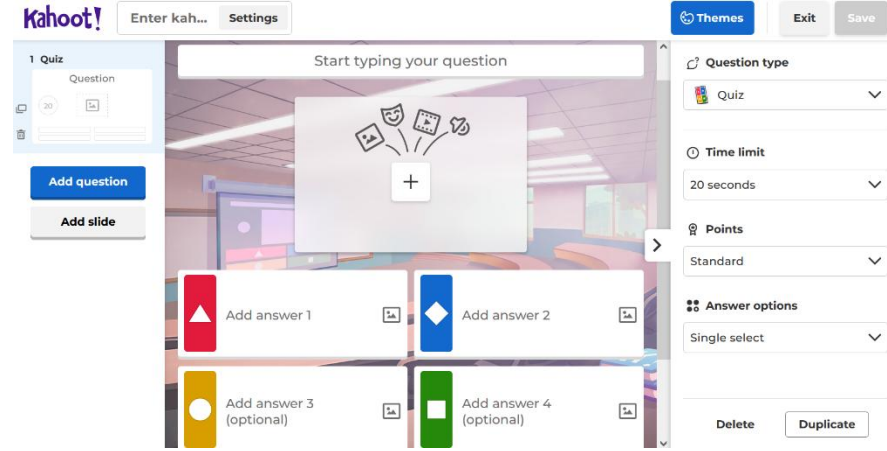 Kahoot!
Enter kah...
Settings
Themes
Exit
Save
1 Quiz
Question
20
Add question
Add slide
Start typing your question
Add answer 1
Add answer 2
Add answer 3
(optional)
Add answer 4
(optional)
Question type
Quiz
Time limit
20 seconds
Points
Standard
Answer options
Single select
Delete
Duplicate